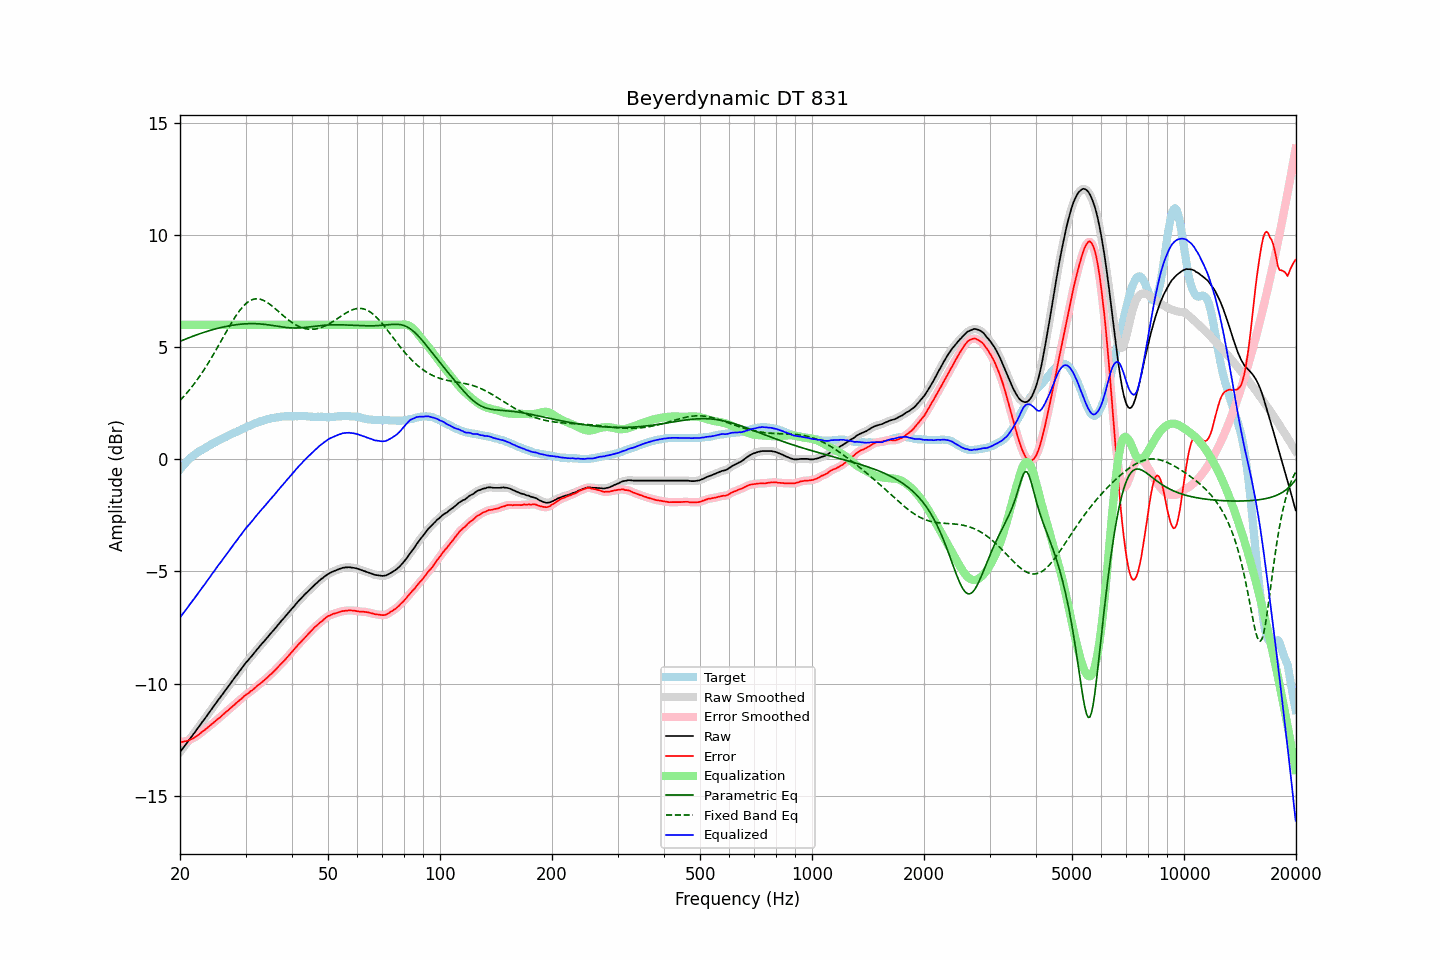 Beyerdynamic DT 831
15
10
5
0
−5
−10
−15
Amplitude (dBr)
Target
Raw Smoothed
Error Smoothed
Raw
Error
Equalization
Parametric Eq
Fixed Band Eq
Equalized
20
50
100
200
500
1000
2000
5000
10000
20000
Frequency (Hz)